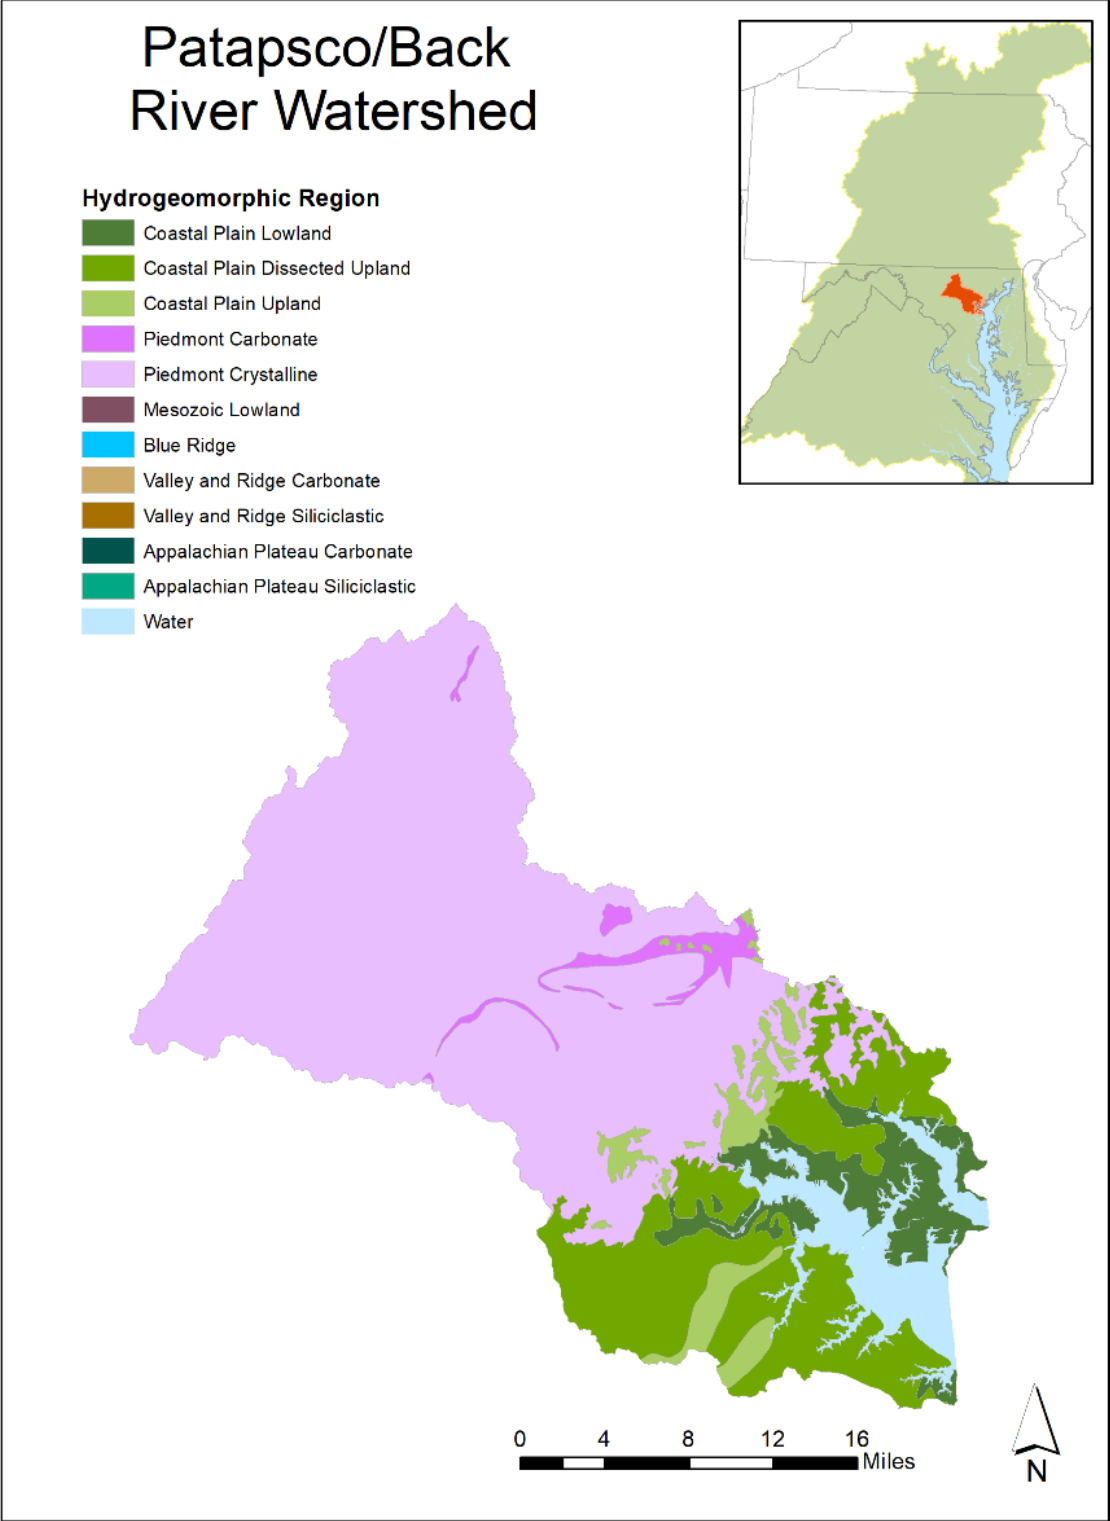 Patapsco/Back
River Watershed
Hydrogeomorphic Region
Coastal Plain Lowland
Coastal Plain Dissected Upland
Coastal Plain Upland
Piedmont Carbonate
Piedmont Crystalline
Mesozoic Lowland
Blue Ridge
Valley and Ridge Carbonate
Valley and Ridge Siliciclastic
Appalachian Plateau Carbonate
Appalachian Plateau Siliciclastic
Water
0 4 8 12 16
Miles
N